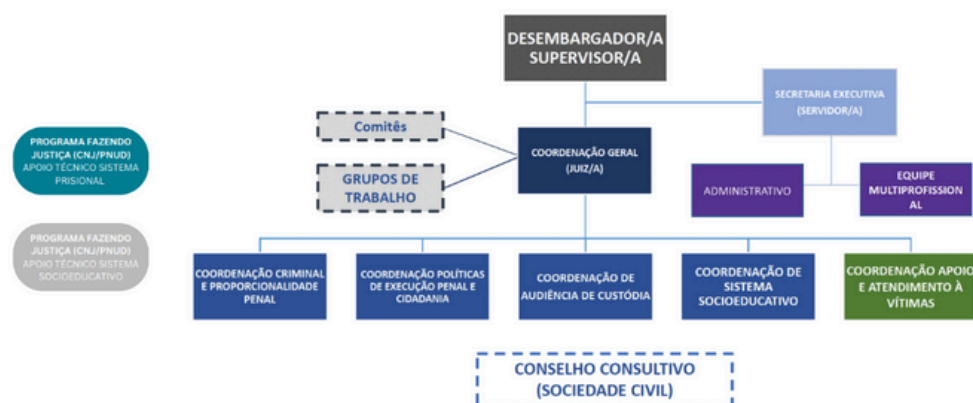 DESEMBARGADOR/A
SUPERVISOR/A
SECRETARIA EXECUTIVA
(SERVIDOR/A)
Comitês
COORDENAÇÃO GERAL
(JUIZ/A)
GRUPOS DE
TRABALHO
ADMINISTRATIVO
EQUIPE
MULTIPROFISSION
AL
PROGRAMA FAZENDO
JUSTIÇA (CNJ/PNUD)
APOIO TÉCNICO SISTEMA
PRISIONAL
PROGRAMA FAZENDO
JUSTIÇA (CNJ/PNUD)
APOIO TÉCNICO SISTEMA
SOCIOEDUCATIVO
COORDENAÇÃO CRIMINAL
E PROPORCIONALIDADE
PENAL
COORDENAÇÃO POLÍTICAS
DE EXECUÇÃO PENAL E
CIDADANIA
COORDENAÇÃO DE
AUDIÊNCIA DE CUSTÓDIA
COORDENAÇÃO DE
SISTEMA
SOCIOEDUCATIVO
COORDENAÇÃO APOIO
E ATENDIMENTO À
VÍTIMAS
CONSELHO CONSULTIVO
(SOCIEDADE CIVIL)